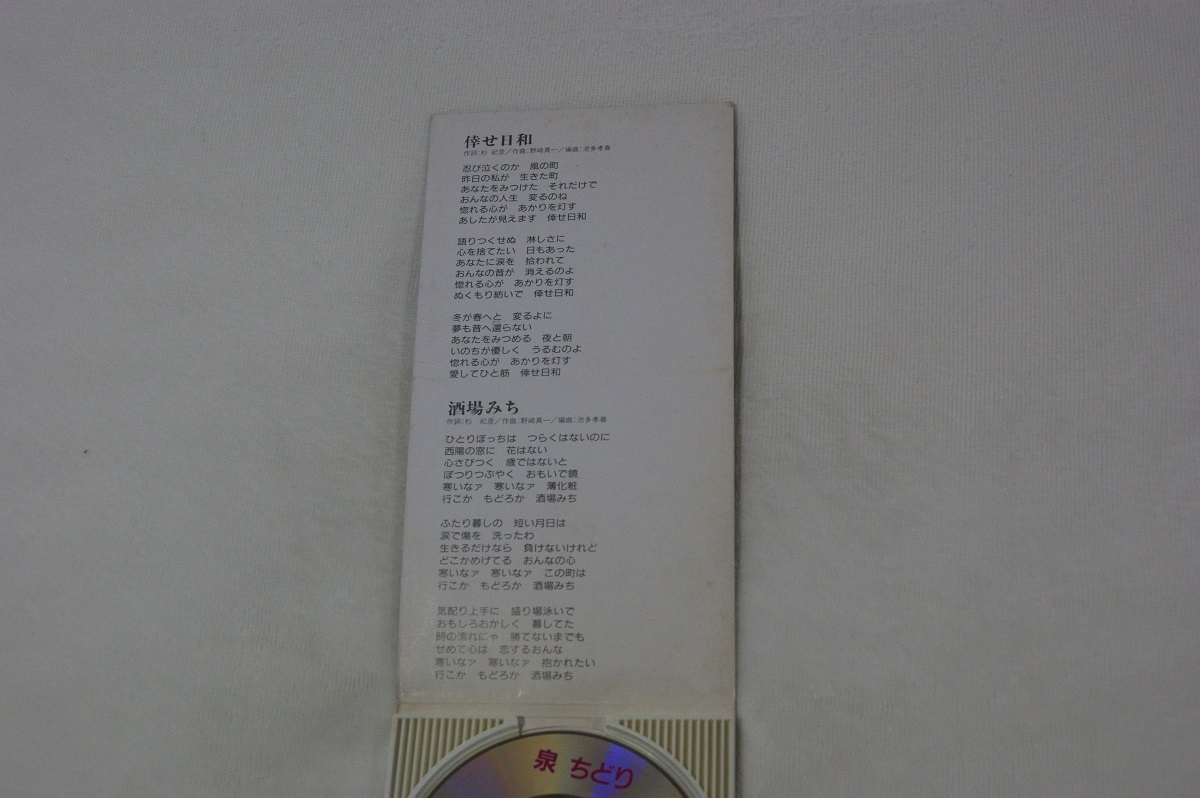 倖せ日和
作詞:杉 紀彦/作曲:野崎真一/編曲:池多孝春
忍び泣くのか 風の町
昨日の私が 生きた町
あなたをみつけた それだけで
おんなの人生 変るのね
惚れる心が あかりを灯す
あしたが見えます 倖せ日和
語りつくせぬ 淋しさに
心を捨てたい 日もあった
あなたに涙を 拾われて
おんなの昔が 消えるのよ
惚れる心が あかりを灯す
ぬくもり紡いで 倖せ日和
冬が春へと 変るよに
夢も昔へ還らない
あなたをみつめる 夜と朝
いのちが優しく うるむのよ
惚れる心が あかりを灯す
愛してひと筋 倖せ日和
酒場みち
作詞:杉 紀彦/作曲:野崎真一/編曲:池多孝春
ひとりぼっちは つらくはないのに
西陽の窓に 花はない
心さびつく 歳ではないと
ぽつりつぶやく おもいで鏡
寒いなァ 寒いなァ 薄化粧
行こか もどろか 酒場みち
ふたり暮しの 短い月日は
涙で傷を 洗ったわ
生きるだけなら 負けないけれど
どこかめげてる おんなの心
寒いなァ 寒いなァ この町は
行こか もどろか 酒場みち
気配り上手に 盛り場泳いで
おもしろおかしく 暮してた
時の流れにゃ 勝てないまでも
せめて心は 恋するおんな
寒いなァ 寒いなァ 抱かれたい
行こか もどろか 酒場みち
泉 ちどり